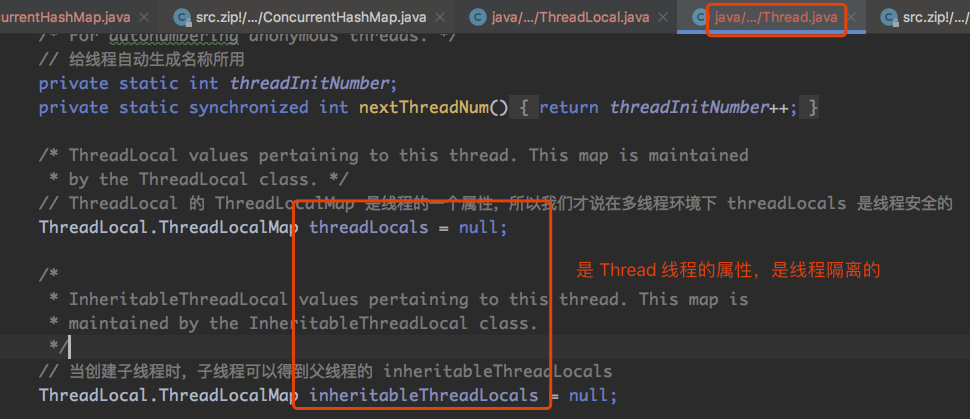 currentHashMap.java × src.zip!/.../ConcurrentHashMap.java × java/.../ThreadLocal.java × java/.../Thread.java × src.zip!/.../
/* For autonumbering anonymous threads. */
// 给线程自动生成名称所用
private static int threadInitNumber;
private static synchronized int nextThreadNum() { return threadInitNumber++; }
/* ThreadLocal values pertaining to this thread. This map is maintained
 * by the ThreadLocal class. */
// ThreadLocal 的 ThreadLocalMap 是线程的一个属性，所以我们才说在多线程环境下 threadLocals 是线程安全的
ThreadLocal.ThreadLocalMap threadLocals = null;
是 Thread 线程的属性，是线程隔离的
/*
 * InheritableThreadLocal values pertaining to this thread. This map is
 * maintained by the InheritableThreadLocal class.
 */
// 当创建子线程时，子线程可以得到父线程的 inheritableThreadLocals
ThreadLocal.ThreadLocalMap inheritableThreadLocals = null;